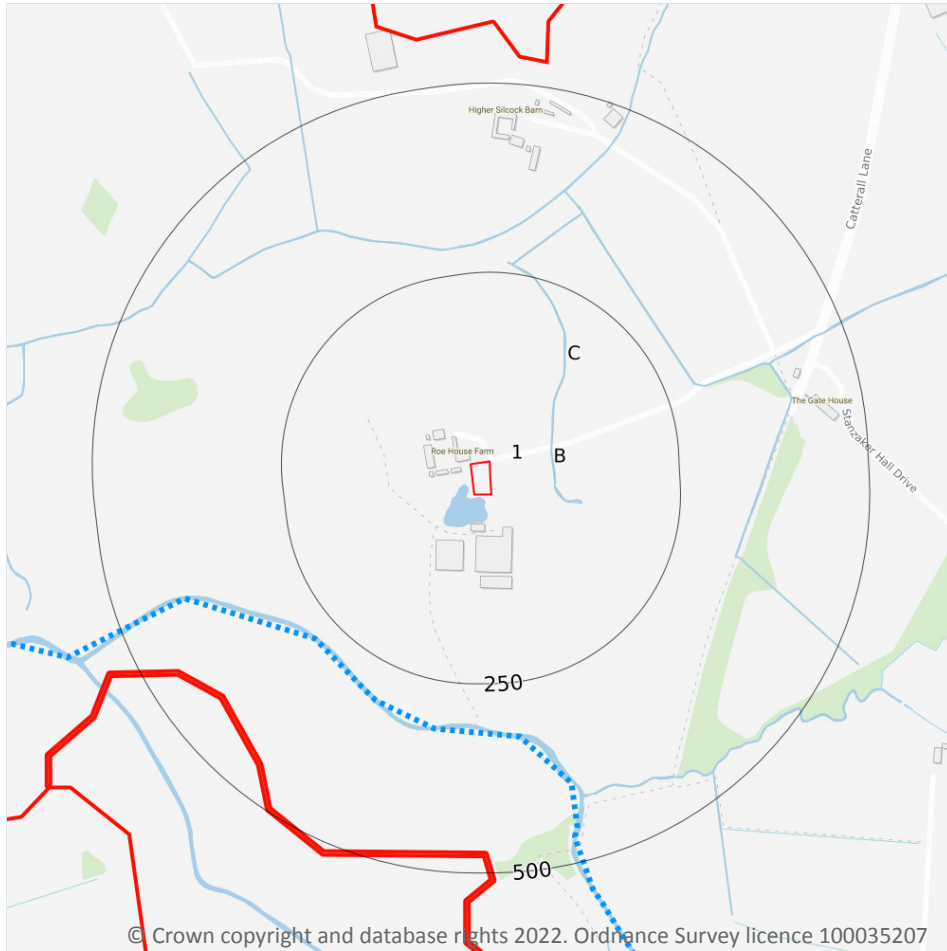 Higher Silcock Barn
Catterall Lane
C
The Gate House
Stanzaker Hall Drive
Roe House Farm
1
B
250
500
© Crown copyright and database rights 2022. Ordnance Survey licence 100035207